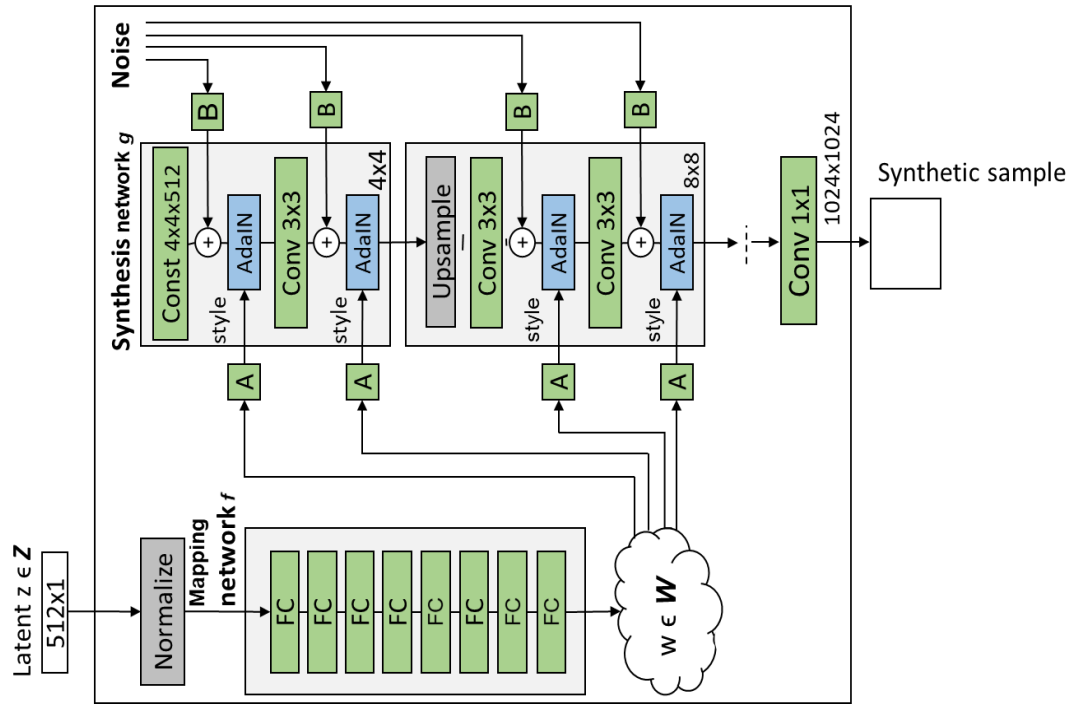 Noise
B
B
B
B
Synthesis network g
Const 4x4x512
+
style
AdaIN
Conv 3x3
+
style
AdaIN
4x4
Upsample
Conv 3x3
+
style
AdaIN
Conv 3x3
+
style
AdaIN
8x8
Conv 1x1
1024x1024
Synthetic sample
A
A
A
A
Latent z ϵ Z
512x1
Normalize
Mapping
network f
FC
FC
FC
FC
FC
FC
FC
FC
w ϵ W